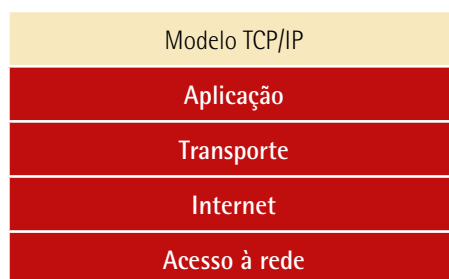 Modelo TCP/IP
Aplicação
Transporte
Internet
Acesso à rede